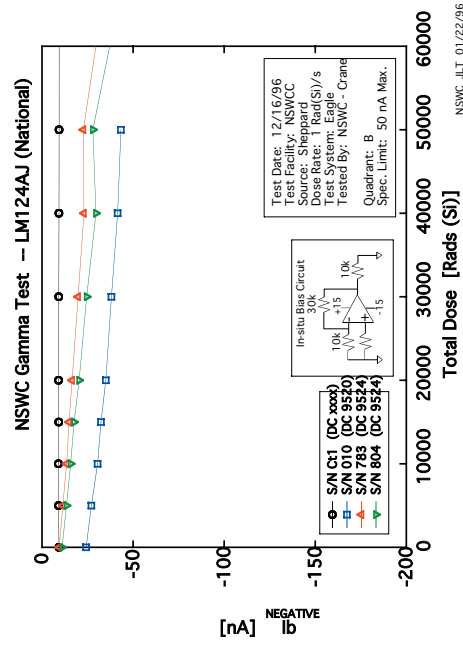 NSWC Gamma Test -- LM124AJ (National)
0
-50
-100
-150
-200
[nA]
NEGATIVE
Ib
0
10000
20000
30000
40000
50000
60000
Total Dose [Rads (Si)]
S/N Ct1 (DC xxxx)
S/N 010 (DC 9520)
S/N 783 (DC 9524)
S/N 804 (DC 9524)
In-situ Bias Circuit
30k
10k
+15
-15
10k
Test Date: 12/16/96
Test Facility: NSWCC
Source: Sheppard
Dose Rate: 1 Rad(Si)/s
Test System: Eagle
Tested By: NSWC - Crane
Quadrant: B
Spec. Limit: 50 nA Max.
NSWC JLT 01/22/96